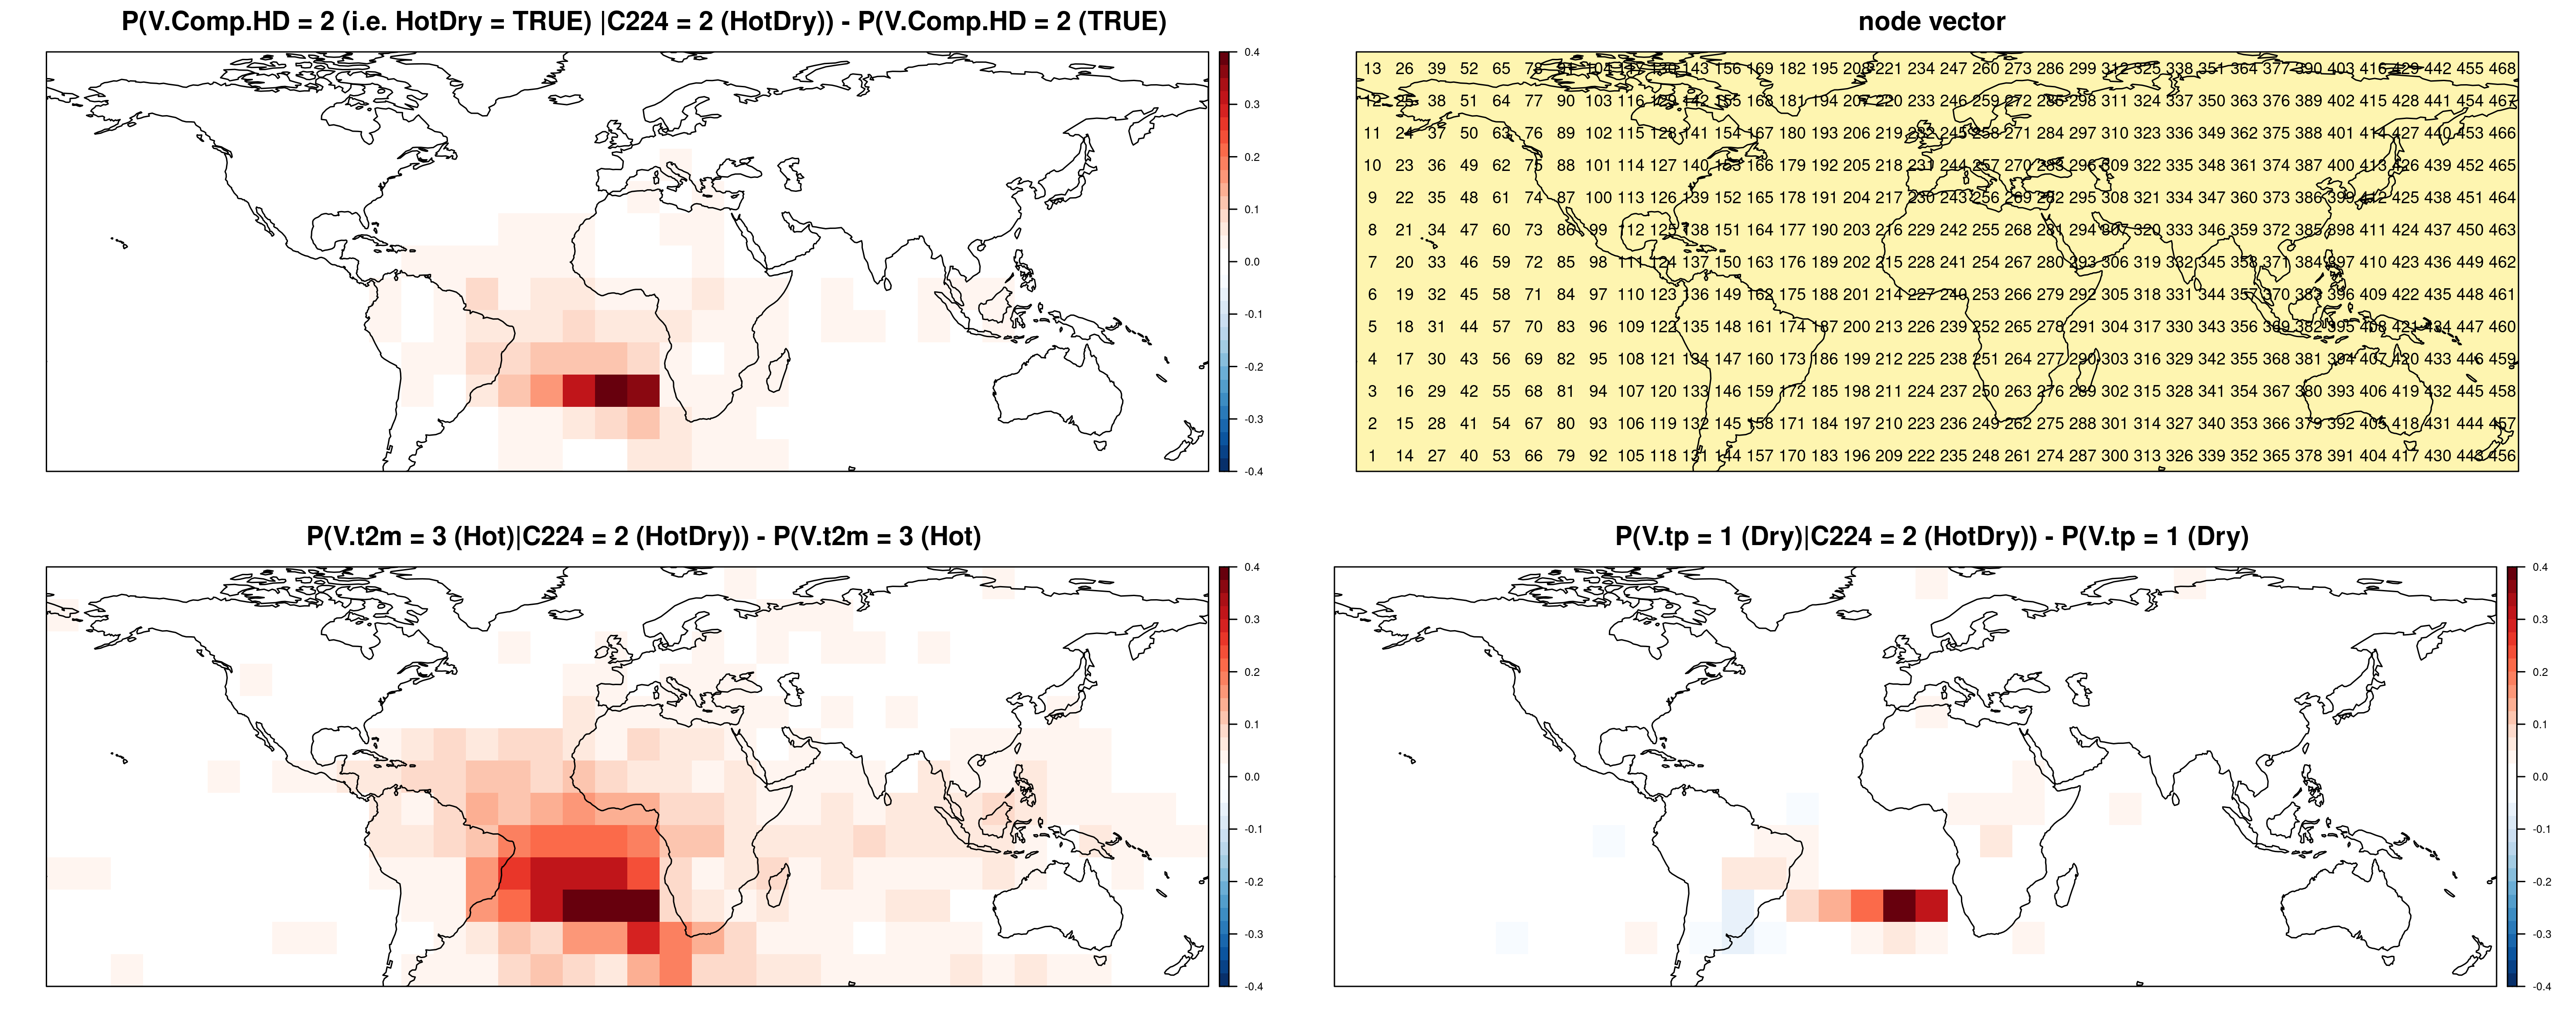 P(V.Comp.HD = 2 (i.e. HotDry = TRUE) |C224 = 2 (HotDry)) - P(V.Comp.HD = 2 (TRUE)
0.4
0.3
0.2
0.1
0.0
-0.1
-0.2
-0.3
-0.4
node vector
13 26 39 52 65 78 91 104 117 130 143 156 169 182 195 208 221 234 247 260 273 286 299 312 325 338 351 364 377 390 403 416 429 442 455 468
12 25 38 51 64 77 90 103 116 129 142 155 168 181 194 207 220 233 246 259 272 285 298 311 324 337 350 363 376 389 402 415 428 441 454 467
11 24 37 50 63 76 89 102 115 128 141 154 167 180 193 206 219 232 245 258 271 284 297 310 323 336 349 362 375 388 401 414 427 440 453 466
10 23 36 49 62 75 88 101 114 127 140 153 166 179 192 205 218 231 244 257 270 283 296 309 322 335 348 361 374 387 400 413 426 439 452 465
9 22 35 48 61 74 87 100 113 126 139 152 165 178 191 204 217 230 243 256 269 282 295 308 321 334 347 360 373 386 399 412 425 438 451 464
8 21 34 47 60 73 86 99 112 125 138 151 164 177 190 203 216 229 242 255 268 281 294 307 320 333 346 359 372 385 398 411 424 437 450 463
7 20 33 46 59 72 85 98 111 124 137 150 163 176 189 202 215 228 241 254 267 280 293 306 319 332 345 358 371 384 397 410 423 436 449 462
6 19 32 45 58 71 84 97 110 123 136 149 162 175 188 201 214 227 240 253 266 279 292 305 318 331 344 357 370 383 396 409 422 435 448 461
5 18 31 44 57 70 83 96 109 122 135 148 161 174 187 200 213 226 239 252 265 278 291 304 317 330 343 356 369 382 395 408 421 434 447 460
4 17 30 43 56 69 82 95 108 121 134 147 160 173 186 199 212 225 238 251 264 277 290 303 316 329 342 355 368 381 394 407 420 433 446 459
3 16 29 42 55 68 81 94 107 120 133 146 159 172 185 198 211 224 237 250 263 276 289 302 315 328 341 354 367 380 393 406 419 432 445 458
2 15 28 41 54 67 80 93 106 119 132 145 158 171 184 197 210 223 236 249 262 275 288 301 314 327 340 353 366 379 392 405 418 431 444 457
1 14 27 40 53 66 79 92 105 118 131 144 157 170 183 196 209 222 235 248 261 274 287 300 313 326 339 352 365 378 391 404 417 430 443 456
P(V.t2m = 3 (Hot)|C224 = 2 (HotDry)) - P(V.t2m = 3 (Hot)
0.4
0.3
0.2
0.1
0.0
-0.1
-0.2
-0.3
-0.4
P(V.tp = 1 (Dry)|C224 = 2 (HotDry)) - P(V.tp = 1 (Dry)
0.4
0.3
0.2
0.1
0.0
-0.1
-0.2
-0.3
-0.4